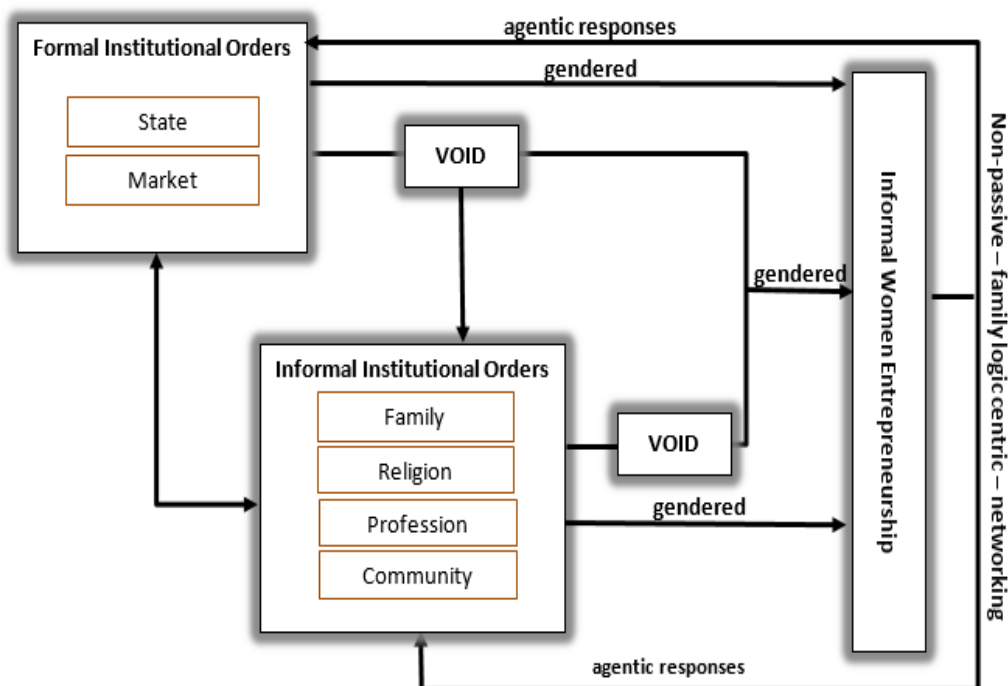 agentic responses
Formal Institutional Orders
gendered
State
Market
VOID
gendered
Informal Institutional Orders
Family
Religion
Profession
Community
VOID
gendered
agentic responses
Informal Women Entrepreneurship
Non-passive – family logic centric – networking